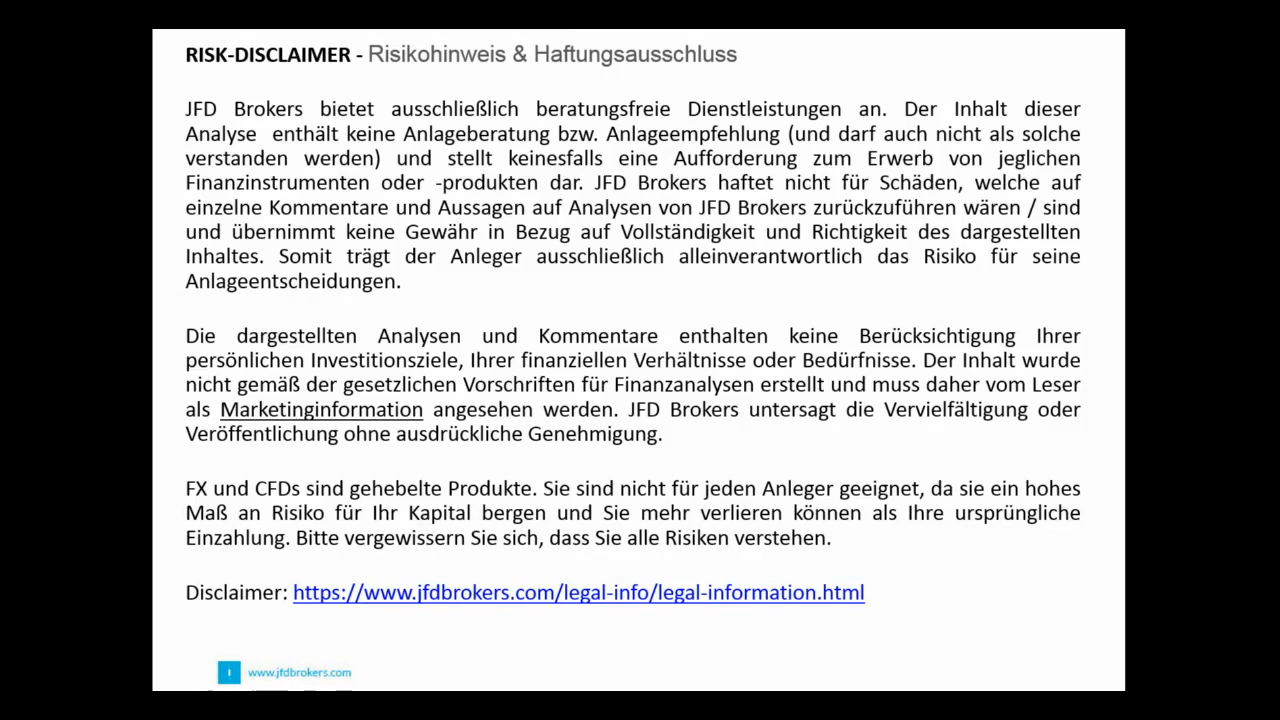 RISK-DISCLAIMER - Risikohinweis & Haftungsausschluss
JFD Brokers bietet ausschließlich beratungsfreie Dienstleistungen an. Der Inhalt dieser
Analyse enthält keine Anlageberatung bzw. Anlageempfehlung (und darf auch nicht als solche
verstanden werden) und stellt keinesfalls eine Aufforderung zum Erwerb von jeglichen
Finanzinstrumenten oder -produkten dar. JFD Brokers haftet nicht für Schäden, welche auf
einzelne Kommentare und Aussagen auf Analysen von JFD Brokers zurückzuführen wären / sind
und übernimmt keine Gewähr in Bezug auf Vollständigkeit und Richtigkeit des dargestellten
Inhaltes. Somit trägt der Anleger ausschließlich alleinverantwortlich das Risiko für seine
Anlageentscheidungen.
Die dargestellten Analysen und Kommentare enthalten keine Berücksichtigung Ihrer
persönlichen Investitionsziele, Ihrer finanziellen Verhältnisse oder Bedürfnisse. Der Inhalt wurde
nicht gemäß der gesetzlichen Vorschriften für Finanzanalysen erstellt und muss daher vom Leser
als Marketinginformation angesehen werden. JFD Brokers untersagt die Vervielfältigung oder
Veröffentlichung ohne ausdrückliche Genehmigung.
FX und CFDs sind gehebelte Produkte. Sie sind nicht für jeden Anleger geeignet, da sie ein hohes
Maß an Risiko für Ihr Kapital bergen und Sie mehr verlieren können als Ihre ursprüngliche
Einzahlung. Bitte vergewissern Sie sich, dass Sie alle Risiken verstehen.
Disclaimer: https://www.jfdbrokers.com/legal-info/legal-information.html
www.jfdbrokers.com